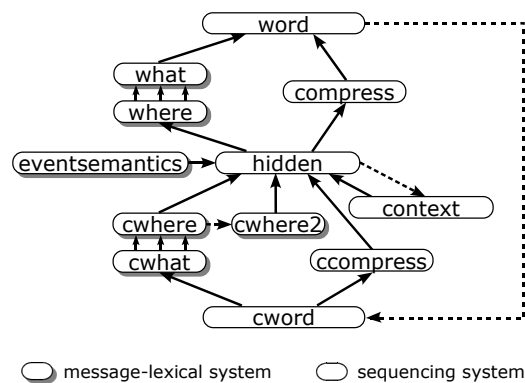 word
what
compress
where
eventsemantics
hidden
context
cwhere
cwhere2
cwhat
ccompress
cword
message-lexical system
sequencing system